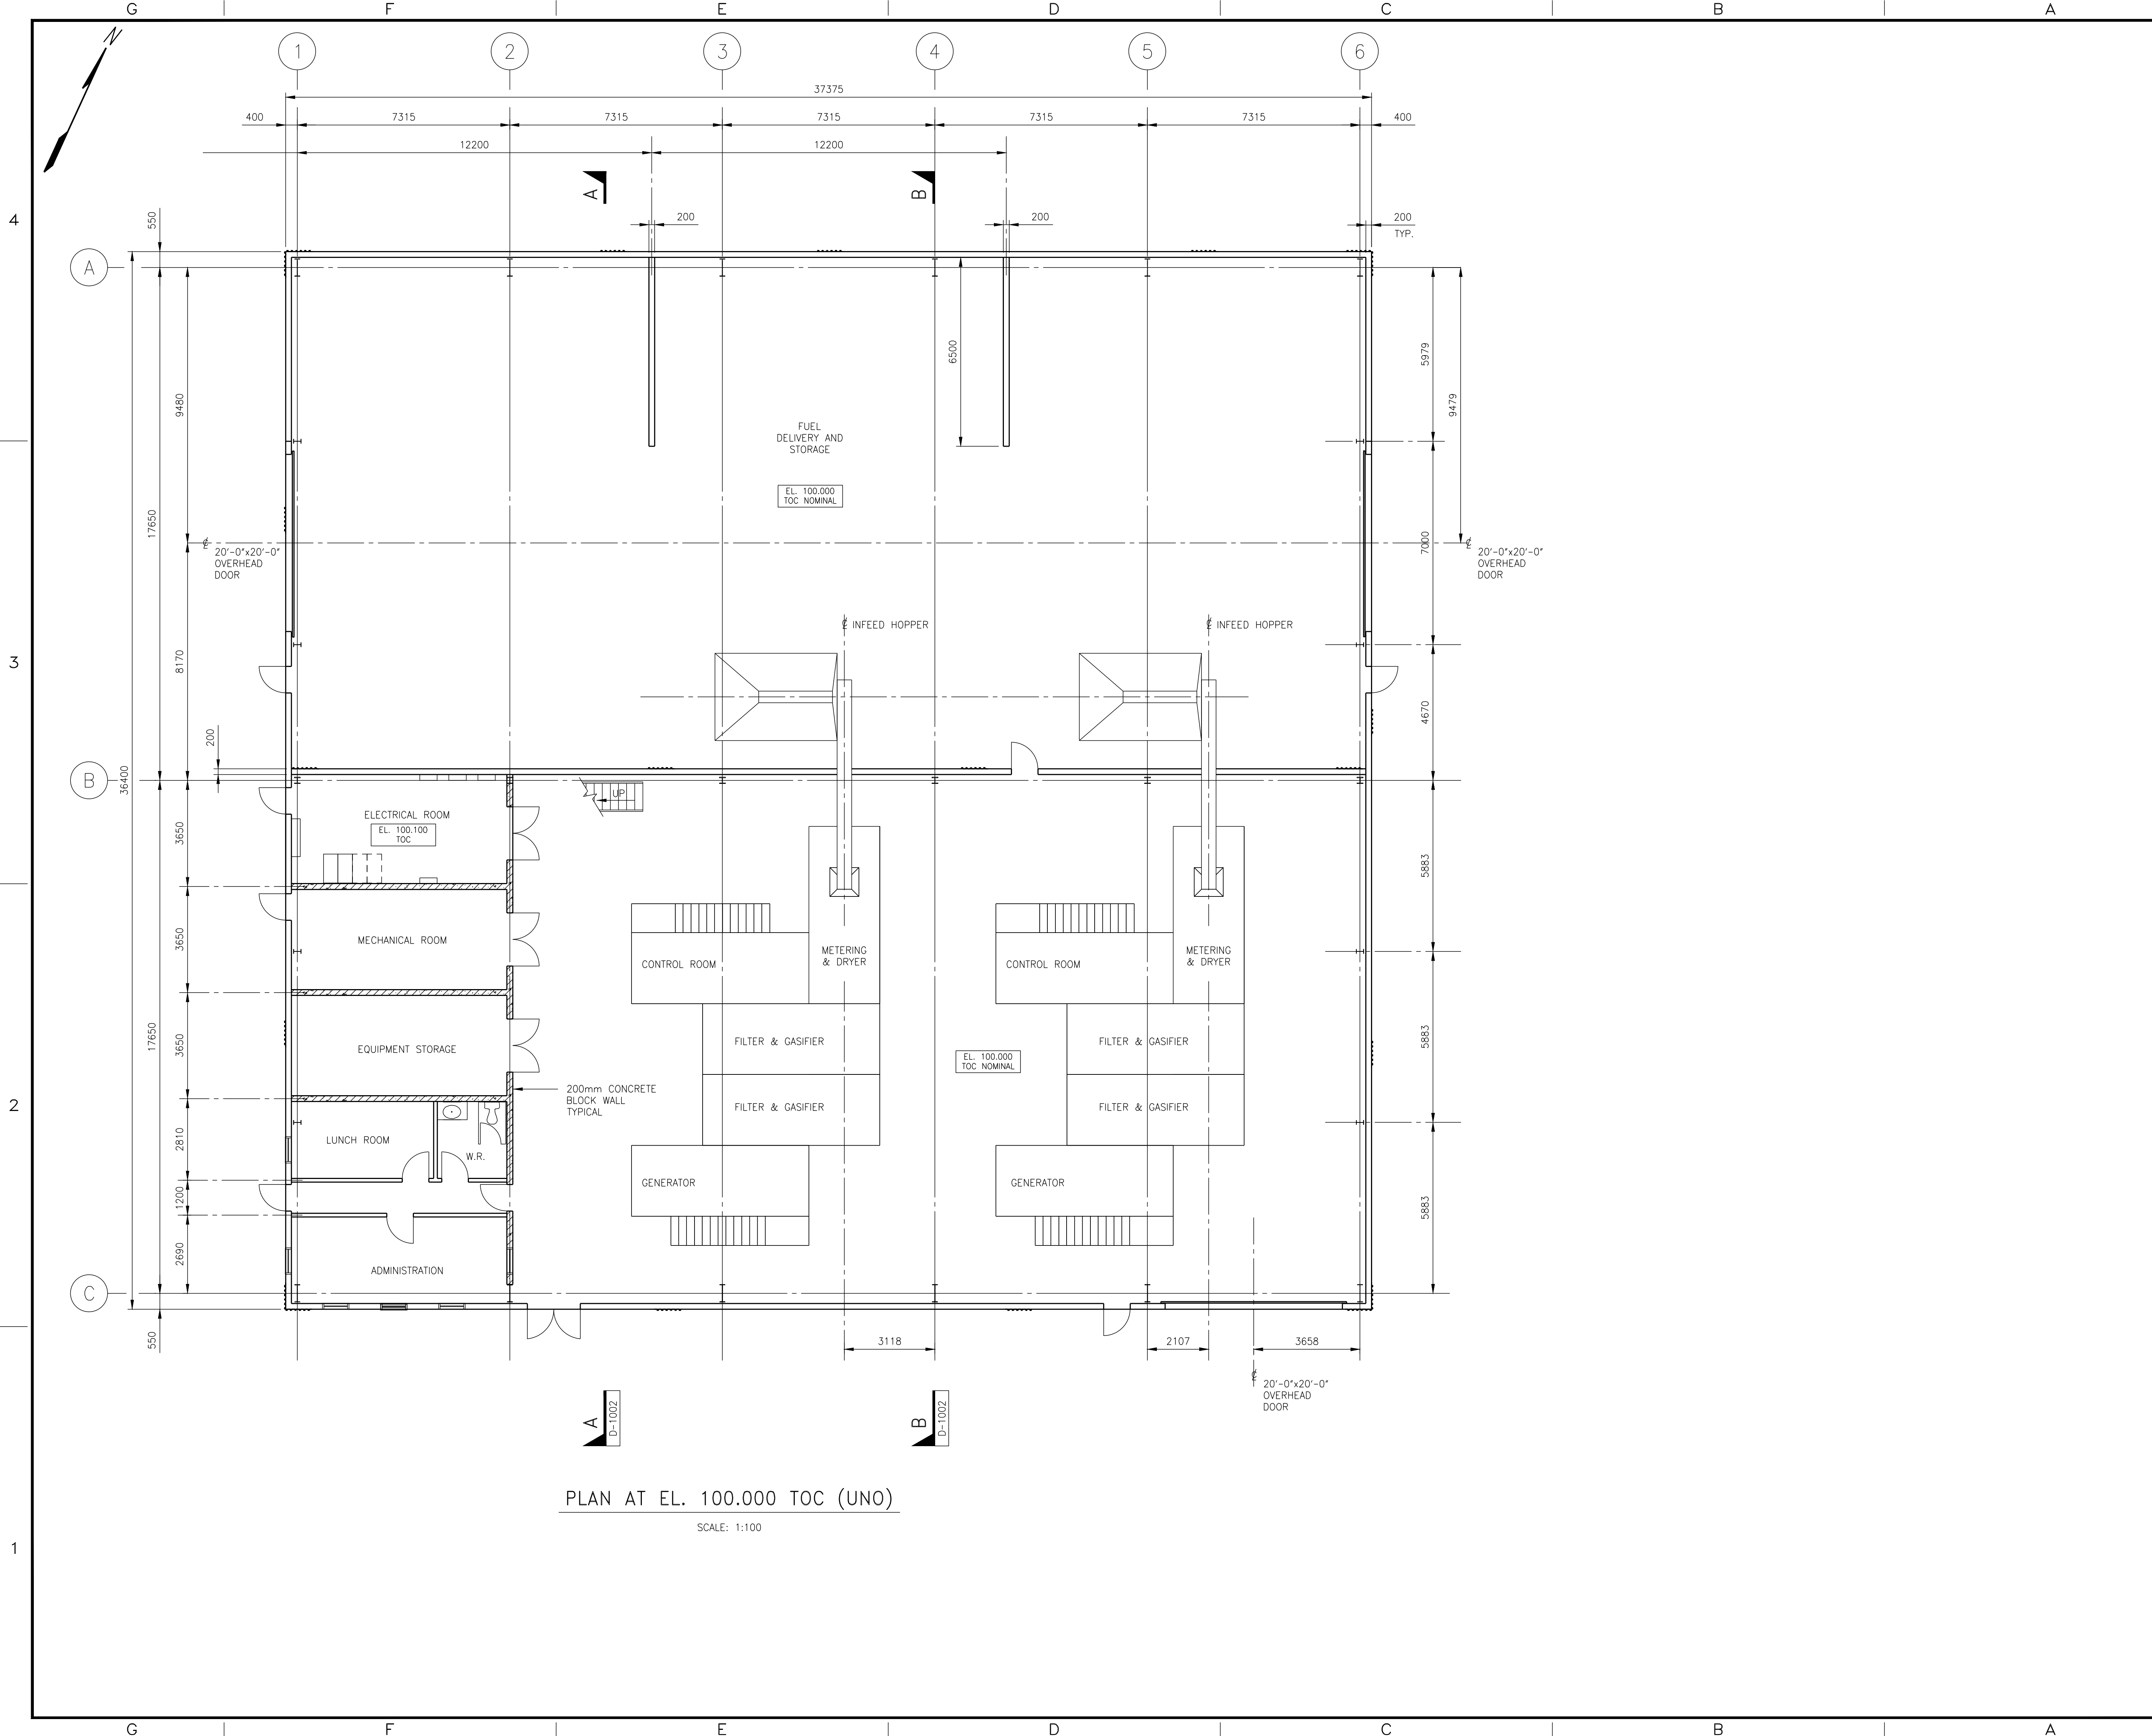 G F E D C B A
N
1 2 3 4 5 6
37375
400 7315 7315 7315 7315 7315 400
12200 12200
A B
4
550
200 200 200
TYP.
A
9480
17650
6500
5979
9479
FUEL
DELIVERY AND
STORAGE
EL. 100.000
TOC NOMINAL
7000
20'-0"x20'-0"
OVERHEAD
DOOR
20'-0"x20'-0"
OVERHEAD
DOOR
℄ INFEED HOPPER
℄ INFEED HOPPER
3
8170
4670
200
B
36400
UP
ELECTRICAL ROOM
EL. 100.100
TOC
3650
5883
MECHANICAL ROOM
3650
CONTROL ROOM
METERING
& DRYER
CONTROL ROOM
METERING
& DRYER
17650
3650
EQUIPMENT STORAGE
FILTER & GASIFIER
FILTER & GASIFIER
5883
EL. 100.000
TOC NOMINAL
200mm CONCRETE
BLOCK WALL
TYPICAL
2
FILTER & GASIFIER
FILTER & GASIFIER
2810
LUNCH ROOM
W.R.
GENERATOR
GENERATOR
1200
5883
2690
ADMINISTRATION
C
550
3118
2107
3658
℄
20'-0"x20'-0"
OVERHEAD
DOOR
A D-1002
B D-1002
PLAN AT EL. 100.000 TOC (UNO)
SCALE: 1:100
1
G F E D C B A